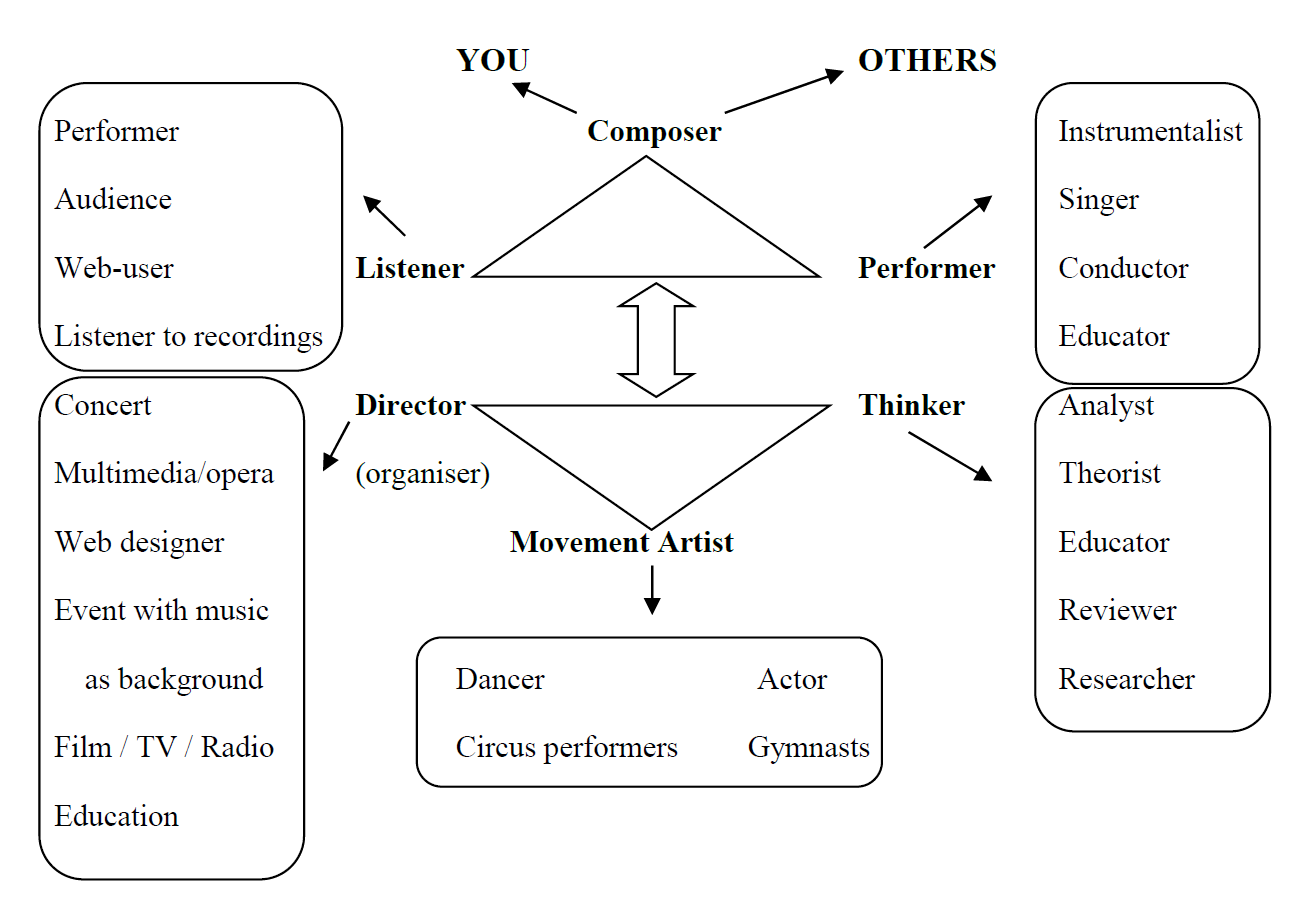 YOU OTHERS
Composer
Performer
Audience
Web-user
Listener to recordings
Listener
Performer
Instrumentalist
Singer
Conductor
Educator
Concert
Multimedia/opera
Web designer
Event with music
as background
Film / TV / Radio
Education
Director
(organiser)
Thinker
Analyst
Theorist
Educator
Reviewer
Researcher
Movement Artist
Dancer Actor
Circus performers Gymnasts